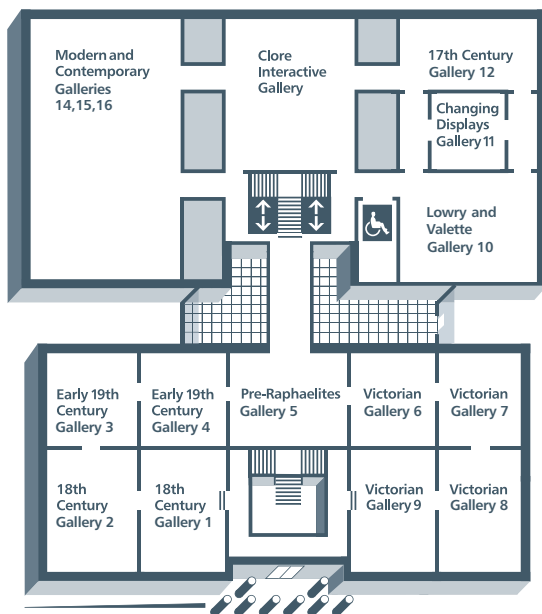 Modern and
Contemporary
Galleries
14,15,16
Clore
Interactive
Gallery
17th Century
Gallery 12
Changing
Displays
Gallery 11
Lowry and
Valette
Gallery 10
Early 19th
Century
Gallery 3
Early 19th
Century
Gallery 4
Pre-Raphaelites
Gallery 5
Victorian
Gallery 6
Victorian
Gallery 7
18th
Century
Gallery 2
18th
Century
Gallery 1
Victorian
Gallery 9
Victorian
Gallery 8